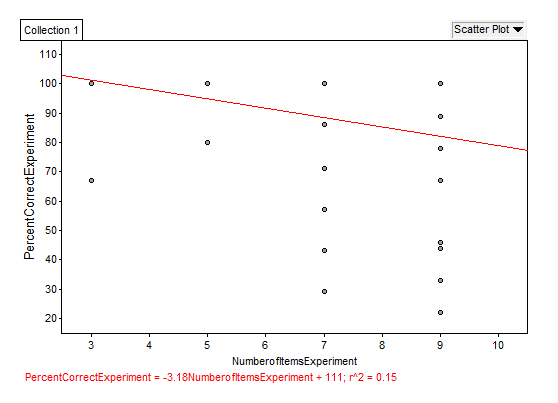 Collection 1
Scatter Plot
PercentCorrectExperiment
110
100
90
80
70
60
50
40
30
20
3 4 5 6 7 8 9 10
NumberofItemsExperiment
PercentCorrectExperiment = -3.18NumberofItemsExperiment + 111; r^2 = 0.15